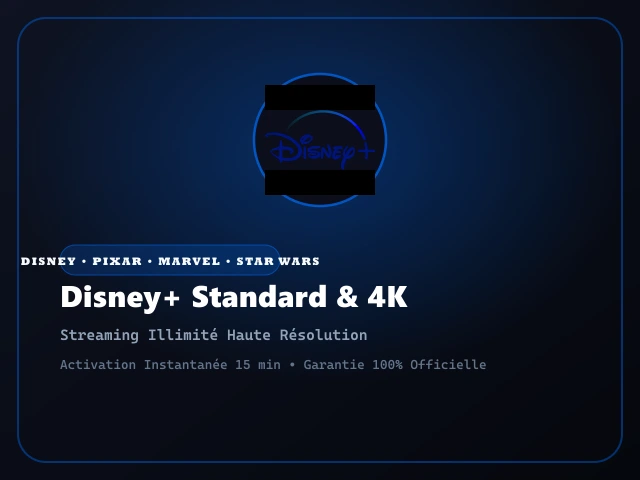 Disney+
DISNEY • PIXAR • MARVEL • STAR WARS
Disney+ Standard & 4K
Streaming Illimité Haute Résolution
Activation Instantanée 15 min • Garantie 100% Officielle